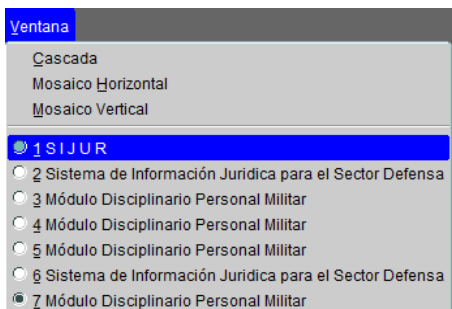 Ventana
Cascada
Mosaico Horizontal
Mosaico Vertical
1 S I J U R
2 Sistema de Información Juridica para el Sector Defensa
3 Módulo Disciplinario Personal Militar
4 Módulo Disciplinario Personal Militar
5 Módulo Disciplinario Personal Militar
6 Sistema de Información Juridica para el Sector Defensa
7 Módulo Disciplinario Personal Militar